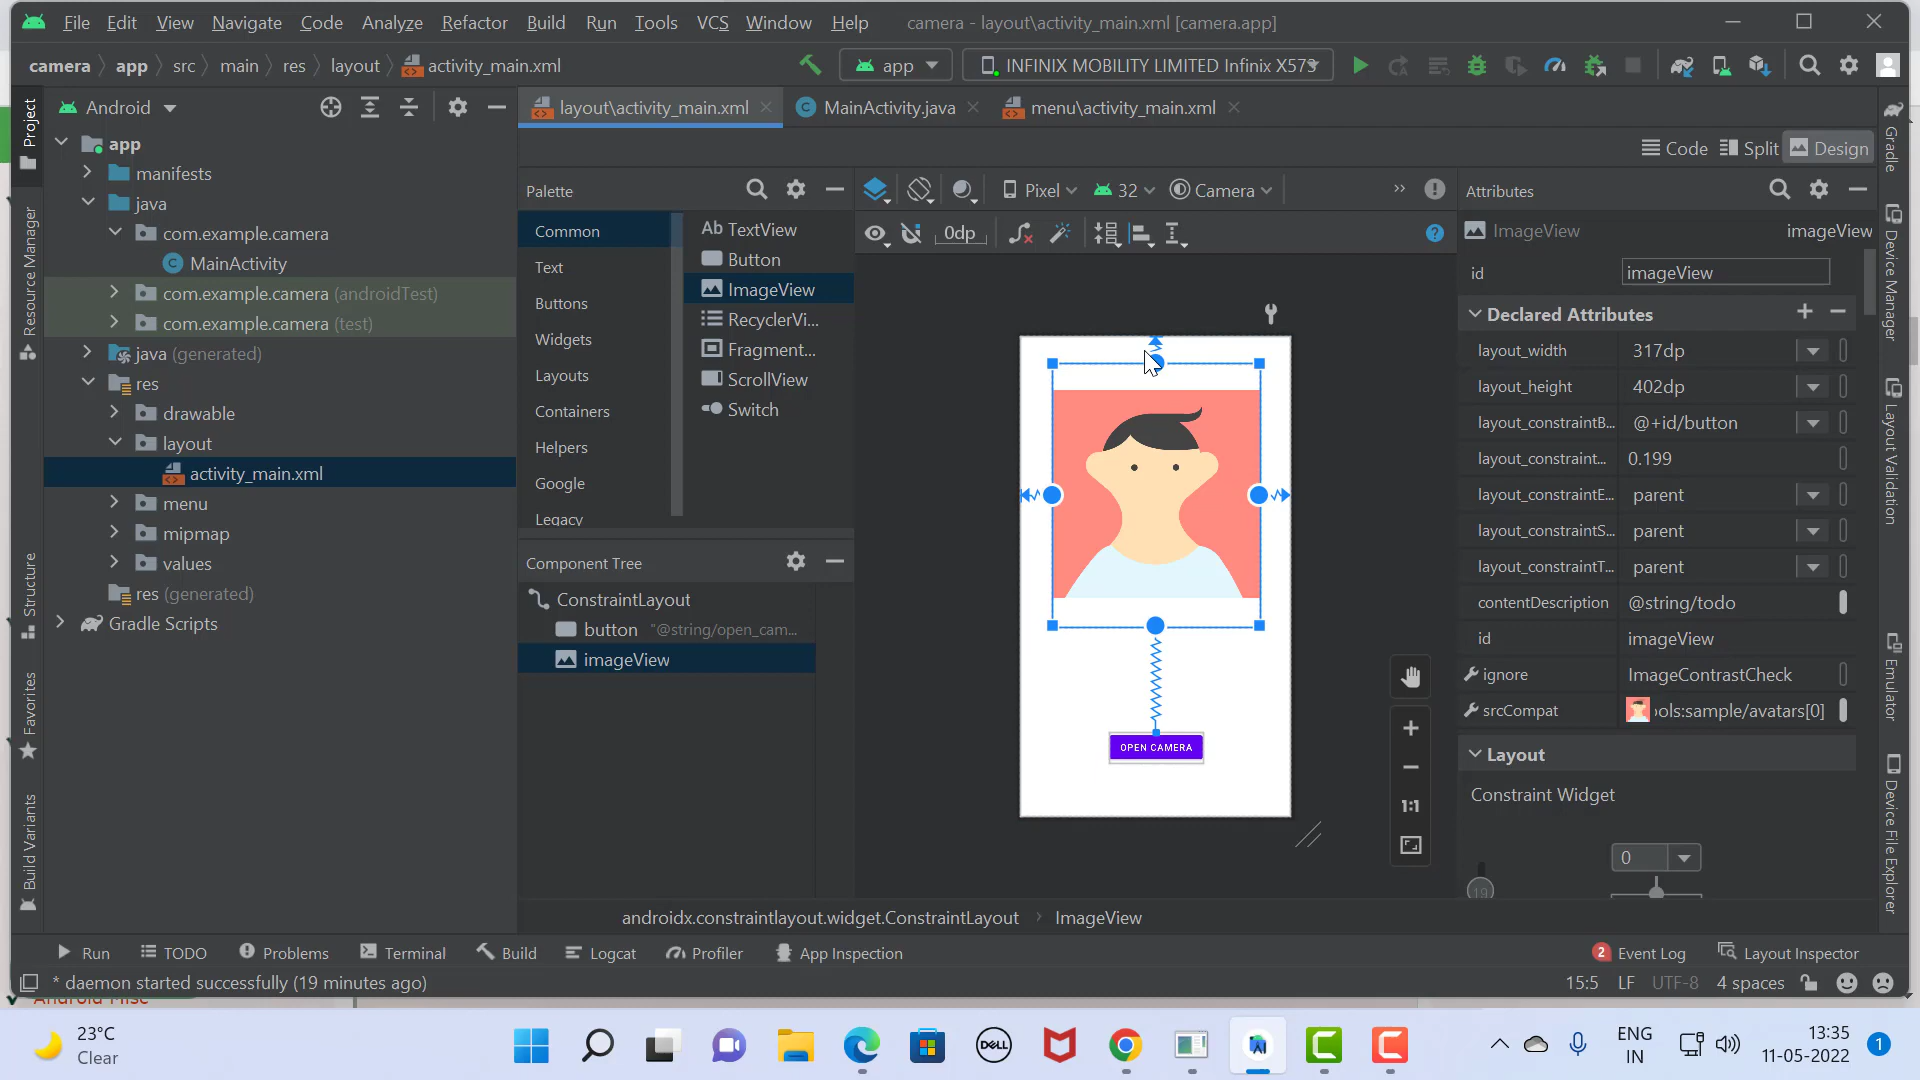 File Edit View Navigate Code Analyze Refactor Build Run Tools VCS Window Help camera - layout\activity_main.xml [camera.app]
camera app src main res layout activity_main.xml app INFINIX MOBILITY LIMITED Infinix X573
Android
layout\activity_main.xml MainActivity.java menu\activity_main.xml
Code Split Design
Project
Resource Manager
Structure
Favorites
Build Variants
app
manifests
java
com.example.camera
MainActivity
com.example.camera (androidTest)
com.example.camera (test)
java (generated)
res
drawable
layout
activity_main.xml
menu
mipmap
values
res (generated)
Gradle Scripts
Palette
Common
Text
Buttons
Widgets
Layouts
Containers
Helpers
Google
Legacy
Ab TextView
Button
ImageView
RecyclerVi...
Fragment...
ScrollView
Switch
Component Tree
ConstraintLayout
button "@string/open_cam...
imageView
Pixel 32 Camera
0dp
OPEN CAMERA
1:1
Attributes
ImageView imageView
id imageView
Declared Attributes
layout_width 317dp
layout_height 402dp
layout_constraintB... @+id/button
layout_constraint... 0.199
layout_constraintE... parent
layout_constraintS... parent
layout_constraintT... parent
contentDescription @string/todo
id imageView
ignore ImageContrastCheck
srcCompat ools:sample/avatars[0]
Layout
Constraint Widget
0
19
Gradle
Device Manager
Layout Validation
Emulator
Device File Explorer
androidx.constraintlayout.widget.ConstraintLayout ImageView
Run TODO Problems Terminal Build Logcat Profiler App Inspection 2 Event Log Layout Inspector
* daemon started successfully (19 minutes ago) 15:5 LF UTF-8 4 spaces
Android Misc
23°C
Clear
DELL
ENG
IN
13:35
11-05-2022
1